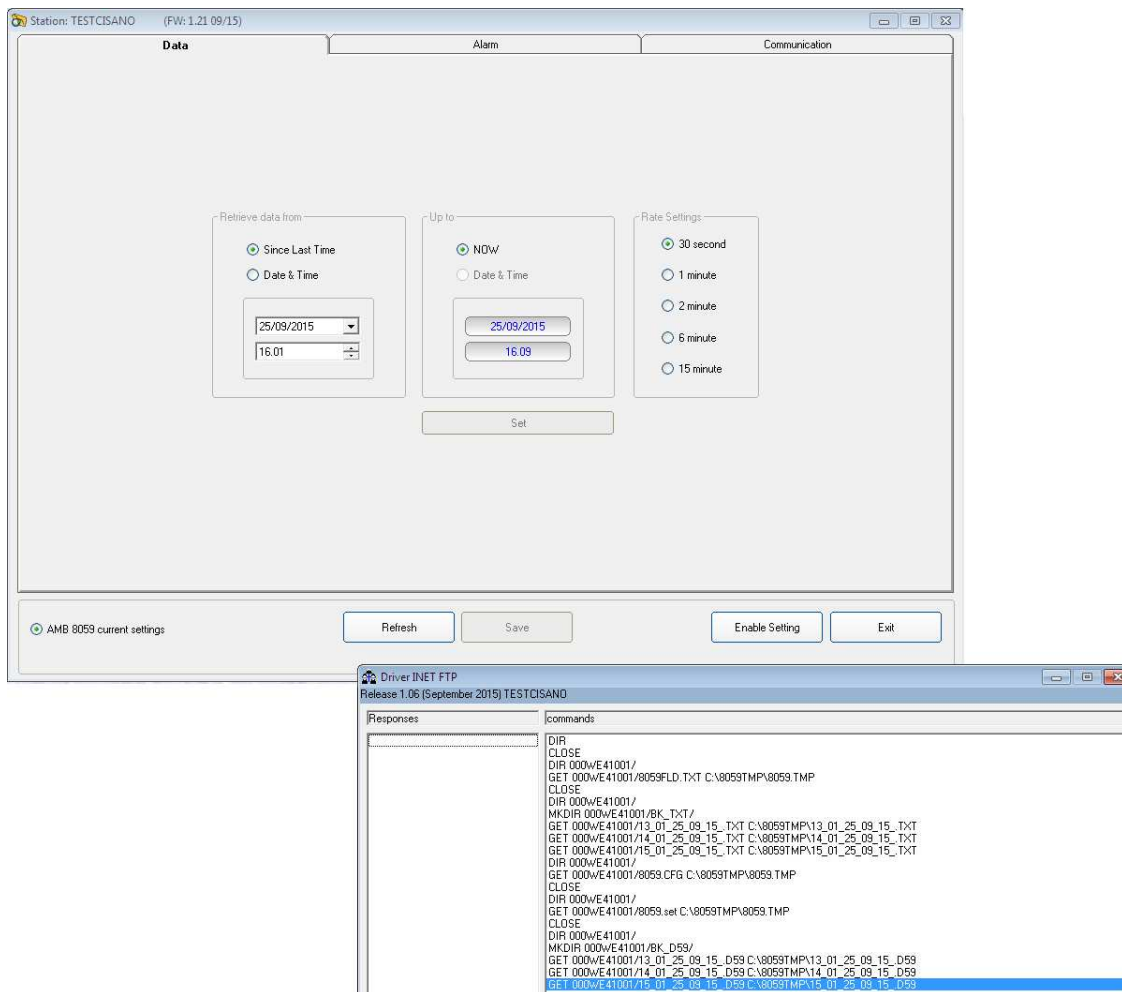 Station: TESTCISANO (FW: 1.21 09/15)
Data Alarm Communication
Retrieve data from Up to Rate Settings
Since Last Time NOW 30 second
Date & Time Date & Time 1 minute
2 minute
25/09/2015 25/09/2015
16.01 16.09 6 minute
15 minute
Set
AMB 8059 current settings Refresh Save Enable Setting Exit
Driver INET FTP
Release 1.06 (September 2015) TESTCISANO
Responses commands
DIR
CLOSE
DIR 000WE41001/
GET 000WE41001/8059FLD.TXT C:\8059TMP\8059.TMP
CLOSE
DIR 000WE41001/
MKDIR 000WE41001/BK_TXT/
GET 000WE41001/13_01_25_09_15_.TXT C:\8059TMP\13_01_25_09_15_.TXT
GET 000WE41001/14_01_25_09_15_.TXT C:\8059TMP\14_01_25_09_15_.TXT
GET 000WE41001/15_01_25_09_15_.TXT C:\8059TMP\15_01_25_09_15_.TXT
DIR 000WE41001/
GET 000WE41001/8059.CFG C:\8059TMP\8059.TMP
CLOSE
DIR 000WE41001/
GET 000WE41001/8059.set C:\8059TMP\8059.TMP
CLOSE
DIR 000WE41001/
MKDIR 000WE41001/BK_D59/
GET 000WE41001/13_01_25_09_15_.D59 C:\8059TMP\13_01_25_09_15_.D59
GET 000WE41001/14_01_25_09_15_.D59 C:\8059TMP\14_01_25_09_15_.D59
GET 000WE41001/15_01_25_09_15_.D59 C:\8059TMP\15_01_25_09_15_.D59